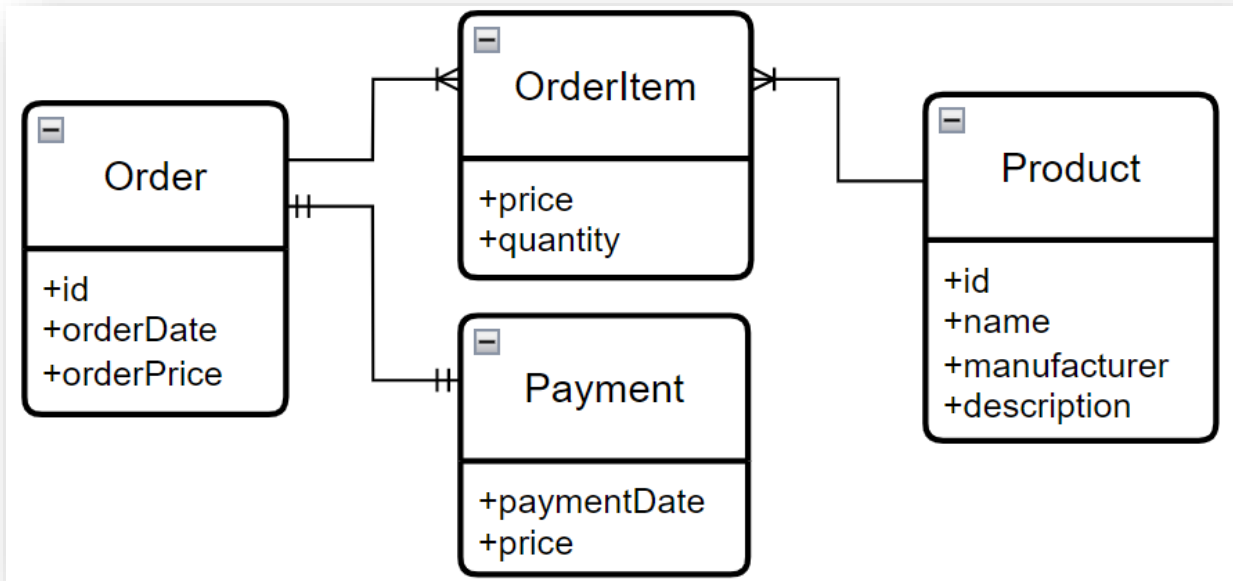 Order
+id
+orderDate
+orderPrice
OrderItem
+price
+quantity
Payment
+paymentDate
+price
Product
+id
+name
+manufacturer
+description